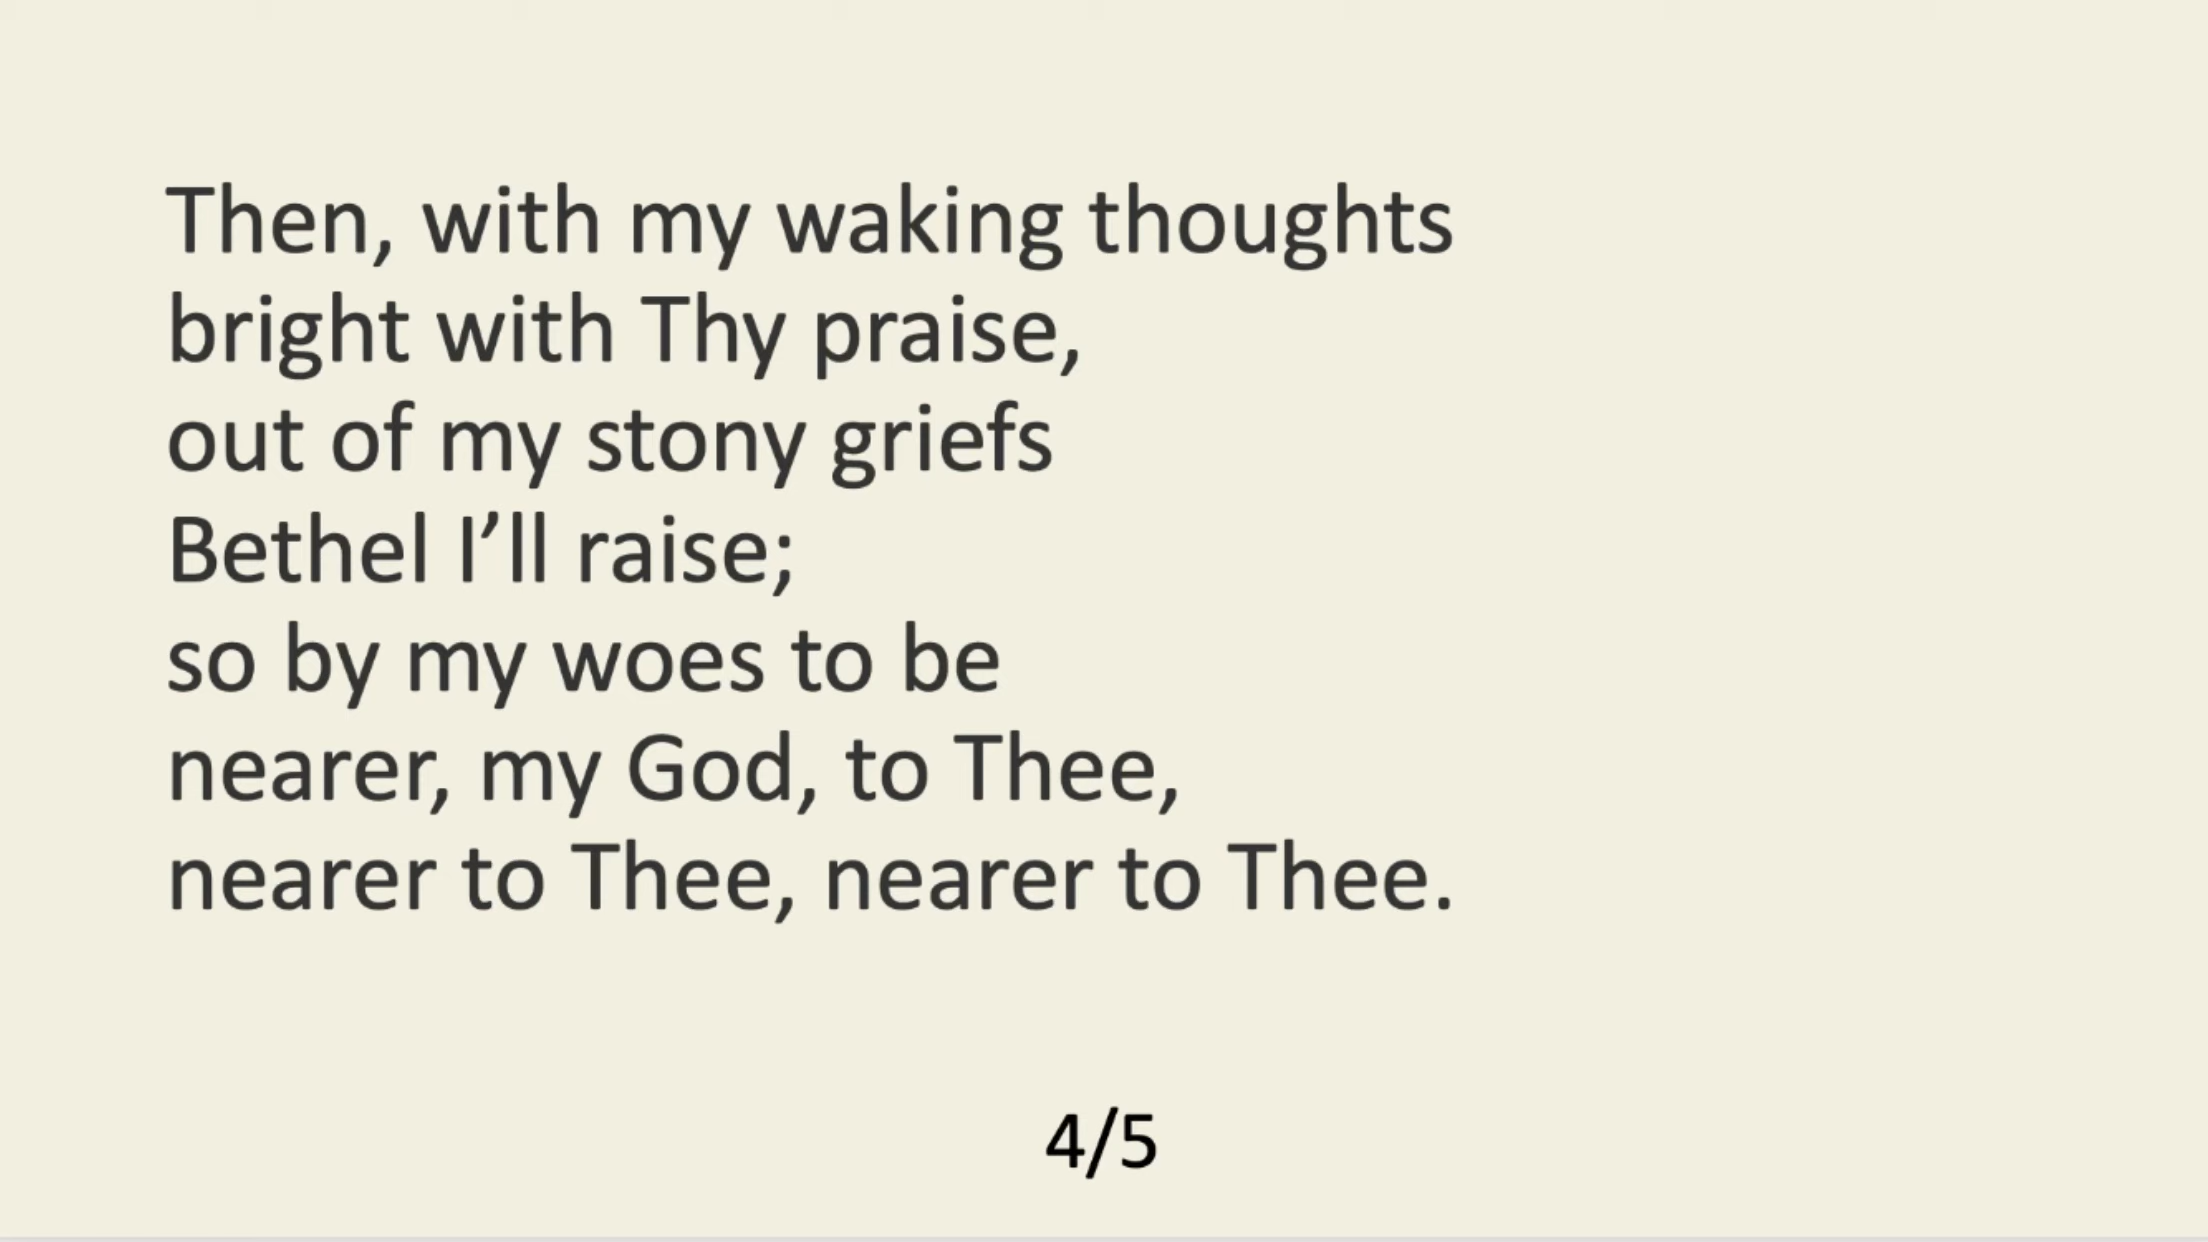 Then, with my waking thoughts
bright with Thy praise,
out of my stony griefs
Bethel I’ll raise;
so by my woes to be
nearer, my God, to Thee,
nearer to Thee, nearer to Thee.
4/5